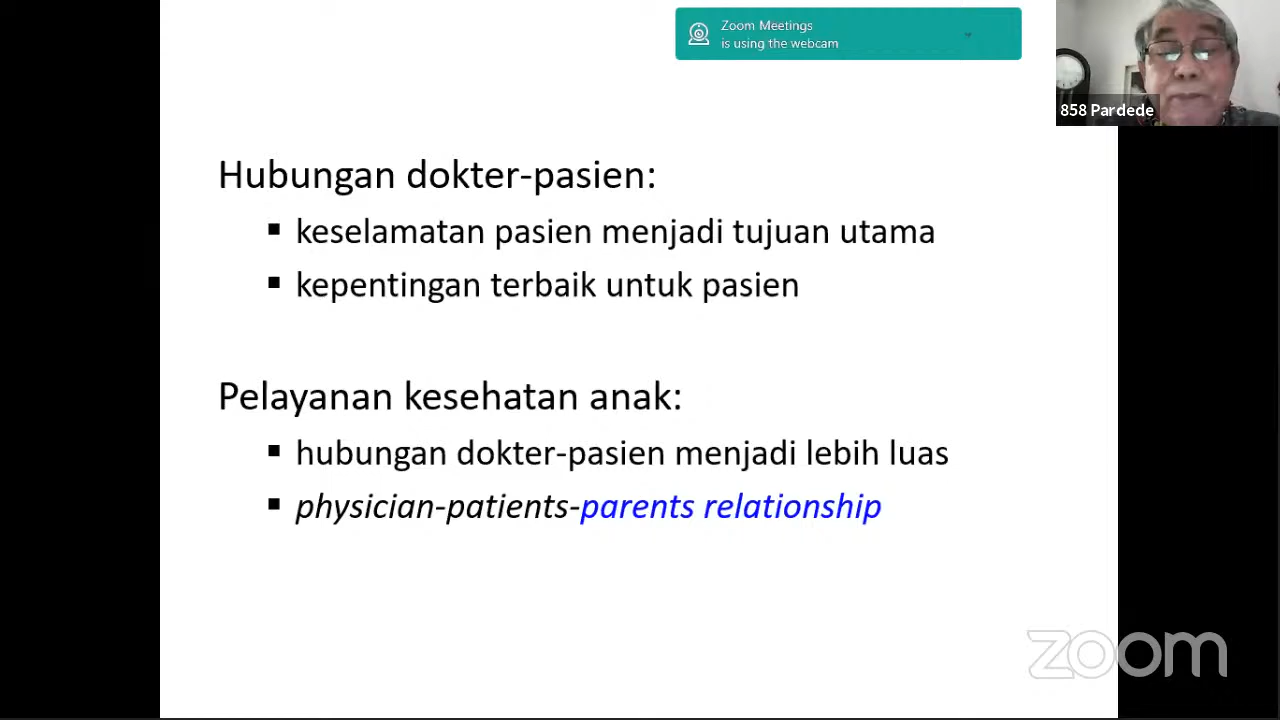 Zoom Meetings
is using the webcam
858 Pardede
Hubungan dokter-pasien:
▪ keselamatan pasien menjadi tujuan utama
▪ kepentingan terbaik untuk pasien
Pelayanan kesehatan anak:
▪ hubungan dokter-pasien menjadi lebih luas
▪ physician-patients-parents relationship
zoom